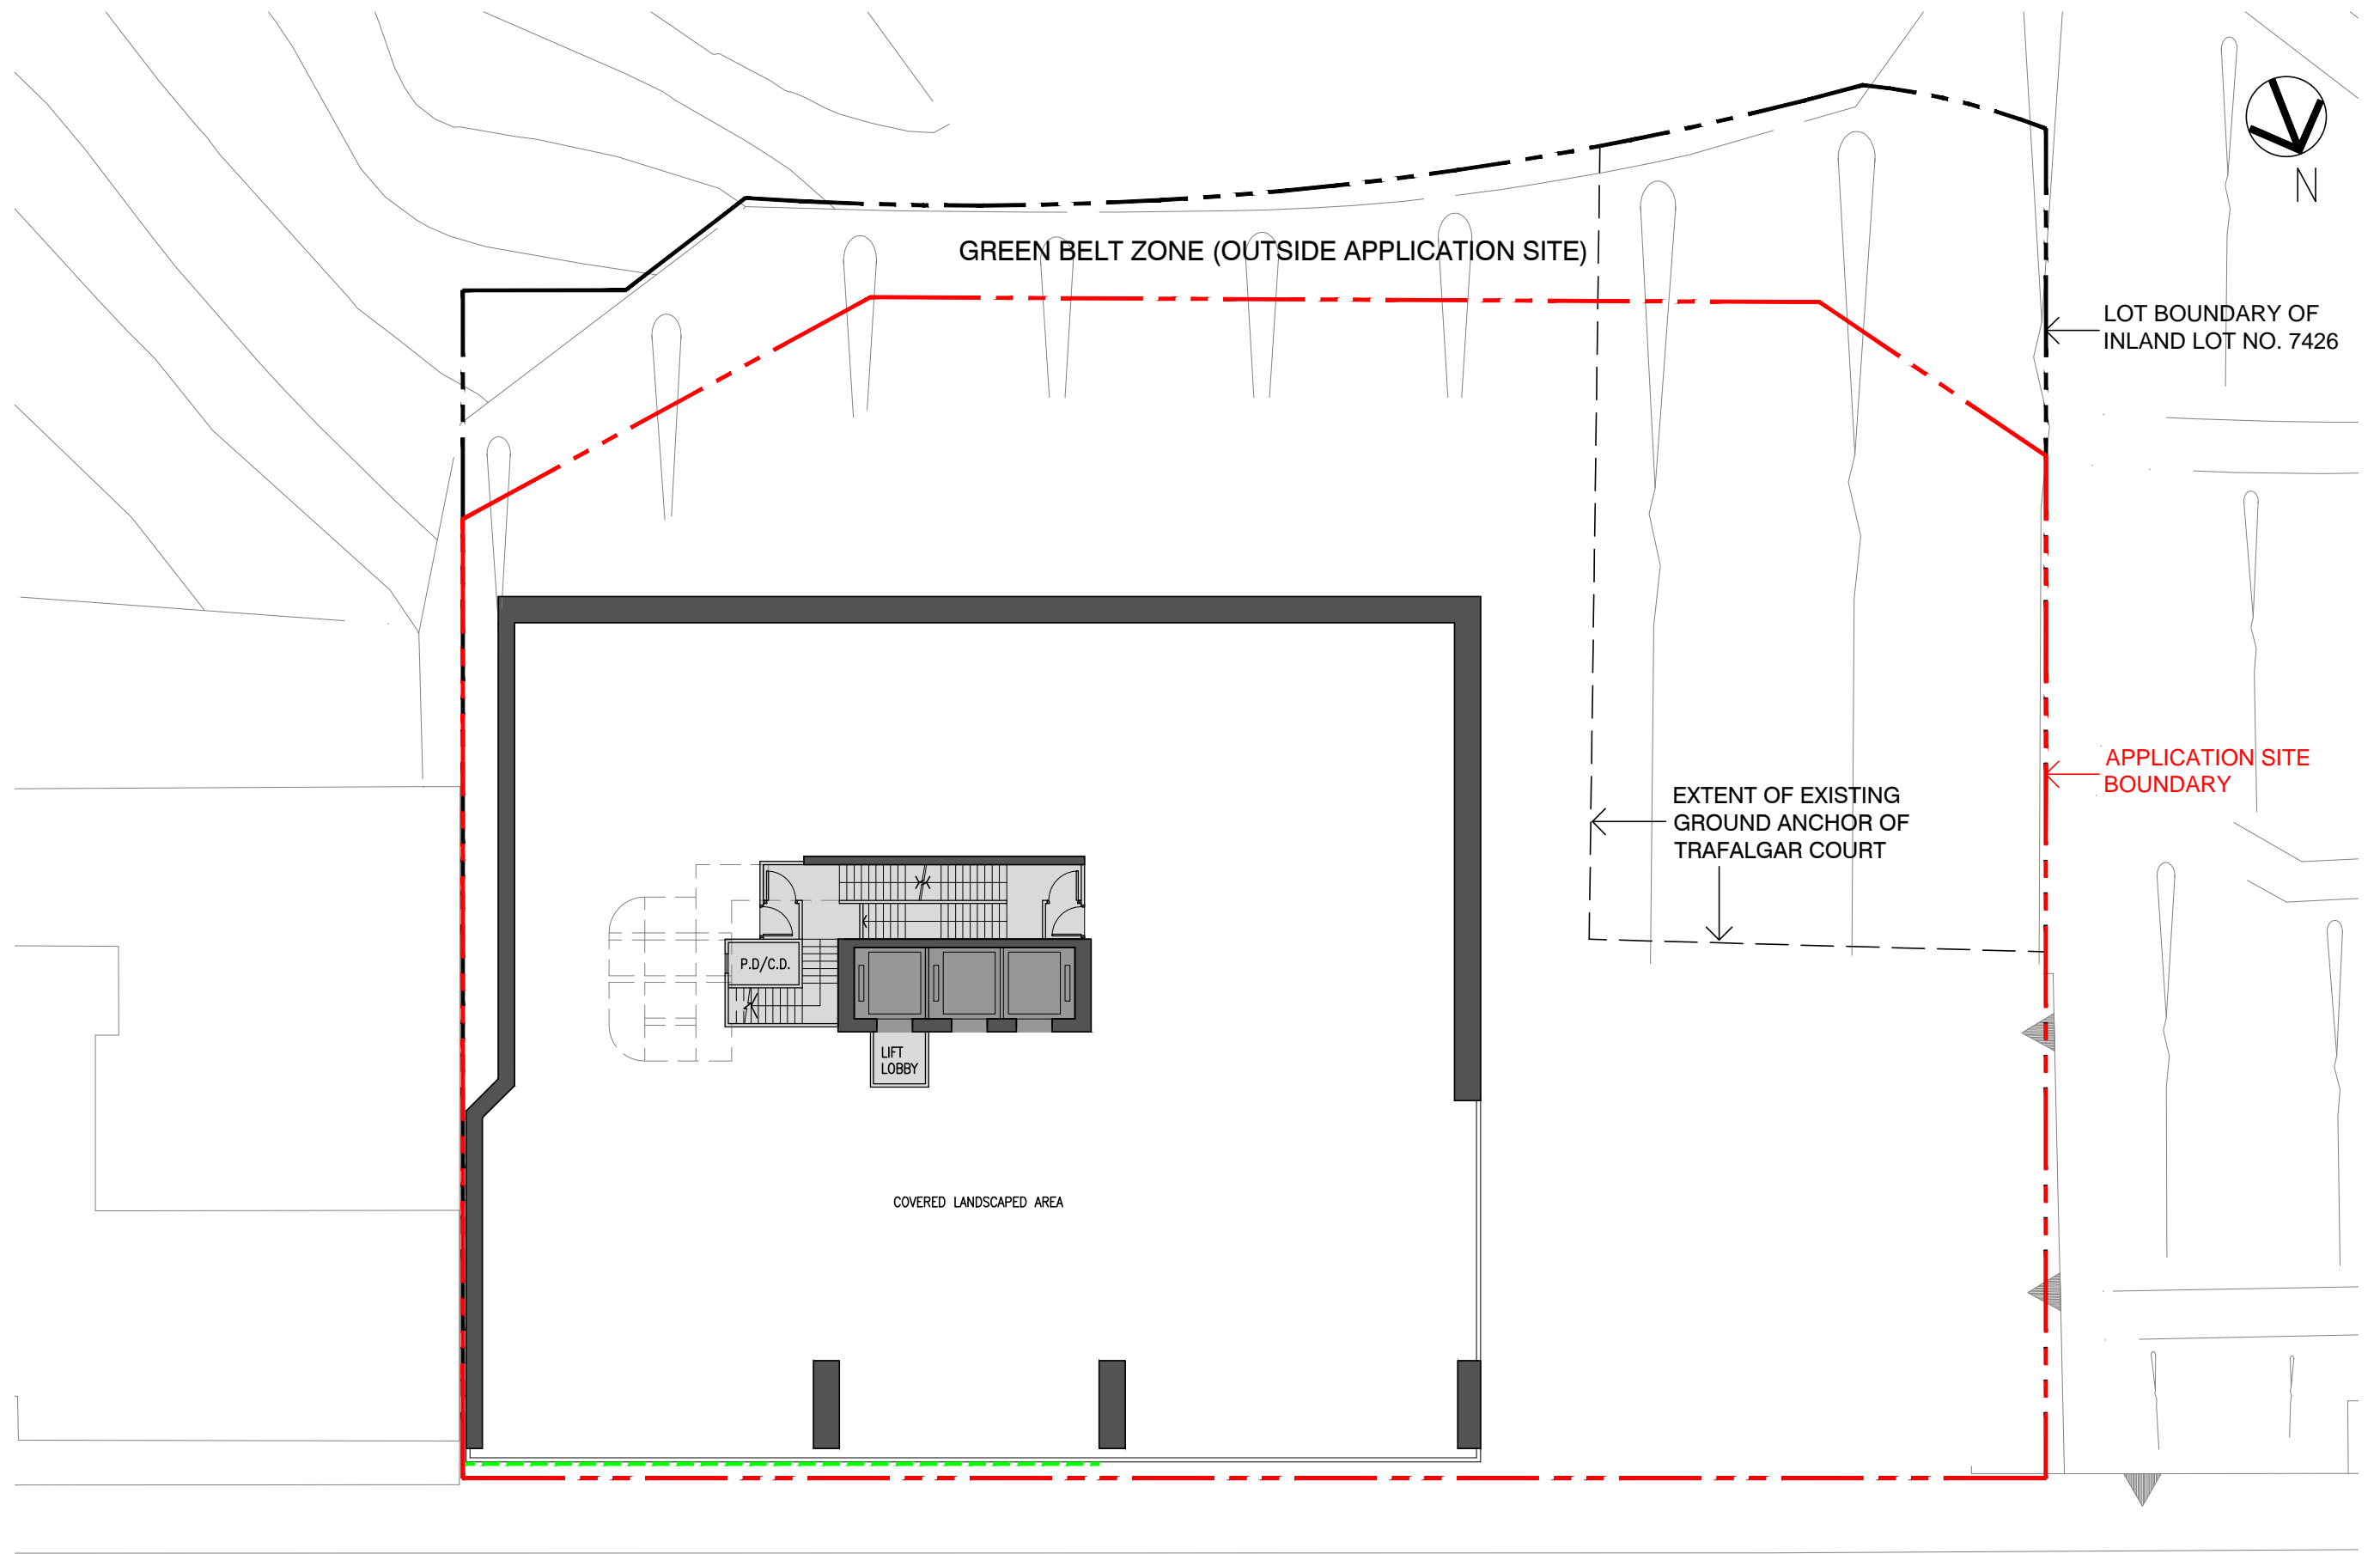 N
GREEN BELT ZONE (OUTSIDE APPLICATION SITE)
LOT BOUNDARY OF
INLAND LOT NO. 7426
APPLICATION SITE
BOUNDARY
EXTENT OF EXISTING
GROUND ANCHOR OF
TRAFALGAR COURT
P.D/C.D.
LIFT
LOBBY
COVERED LANDSCAPED AREA